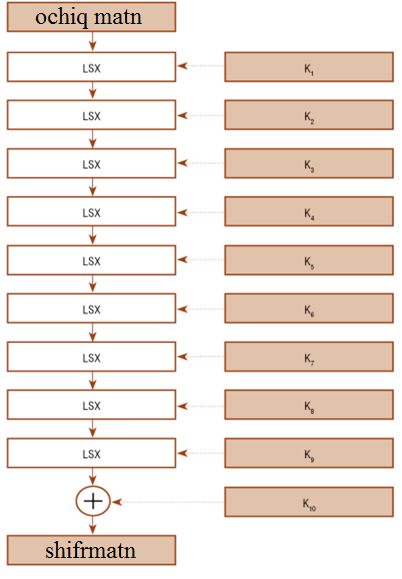 ochiq matn
LSX K₁
LSX K₂
LSX K₃
LSX K₄
LSX K₅
LSX K₆
LSX K₇
LSX K₈
LSX K₉
+ K₁₀
shifrmatn